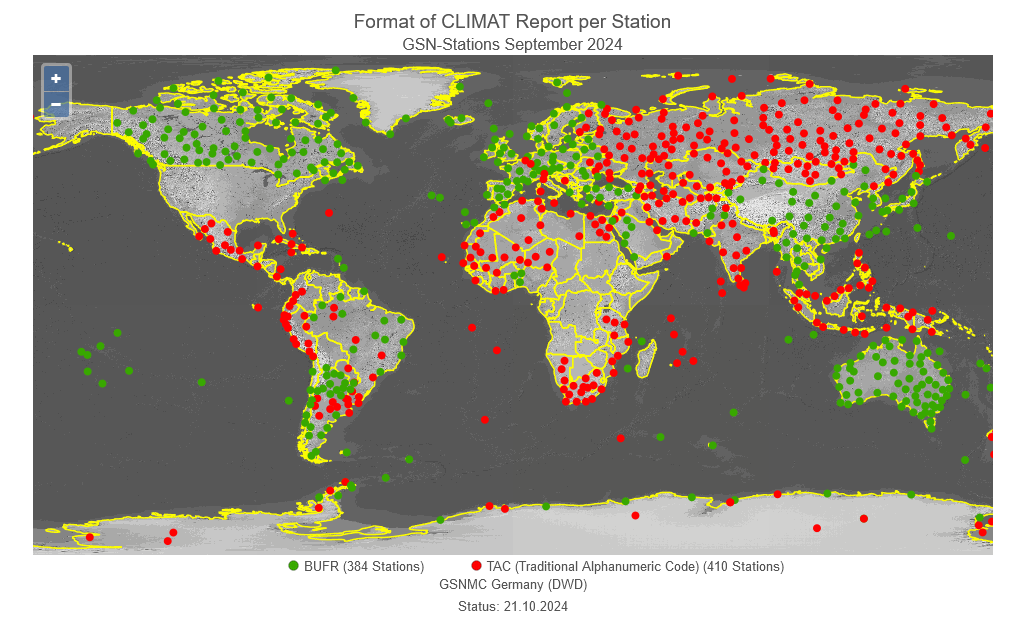 Format of CLIMAT Report per Station
GSN-Stations September 2024
+
−
BUFR (384 Stations) TAC (Traditional Alphanumeric Code) (410 Stations)
GSNMC Germany (DWD)
Status: 21.10.2024